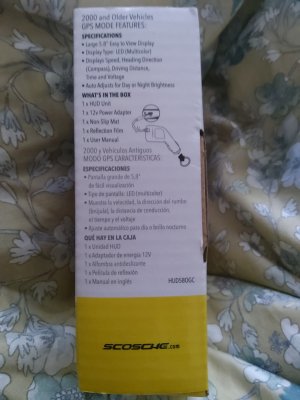 2000 and Older Vehicles
GPS MODE FEATURES:
SPECIFICATIONS
• Large 5.8" Easy to View Display
• Display Type: LED (Multicolor)
• Displays Speed, Heading Direction
(Compass), Driving Distance,
Time and Voltage
• Auto Adjusts for Day or Night Brightness
WHAT'S IN THE BOX
1 x HUD Unit
1 x 12v Power Adapter
1 x Non Slip Mat
1 x Reflection Film
1 x User Manual
2000 y Vehículos Antiguos
MODO GPS CARACTERÍSTICAS:
ESPECIFICACIONES
• Pantalla grande de 5.8"
de fácil visualización
• Tipo de pantalla: LED (multicolor)
• Muestra la velocidad, la dirección del rumbo
(brújula), la distancia de conducción,
el tiempo y el voltaje
• Ajuste automático para día o brillo nocturno
QUÉ HAY EN LA CAJA
1 x Unidad HUD
1 x Adaptador de energía 12V
1 x Alfombra antideslizante
1 x Película de reflexión
1 x Manual en inglés
HUD5BOGC
SCOSCHE.com